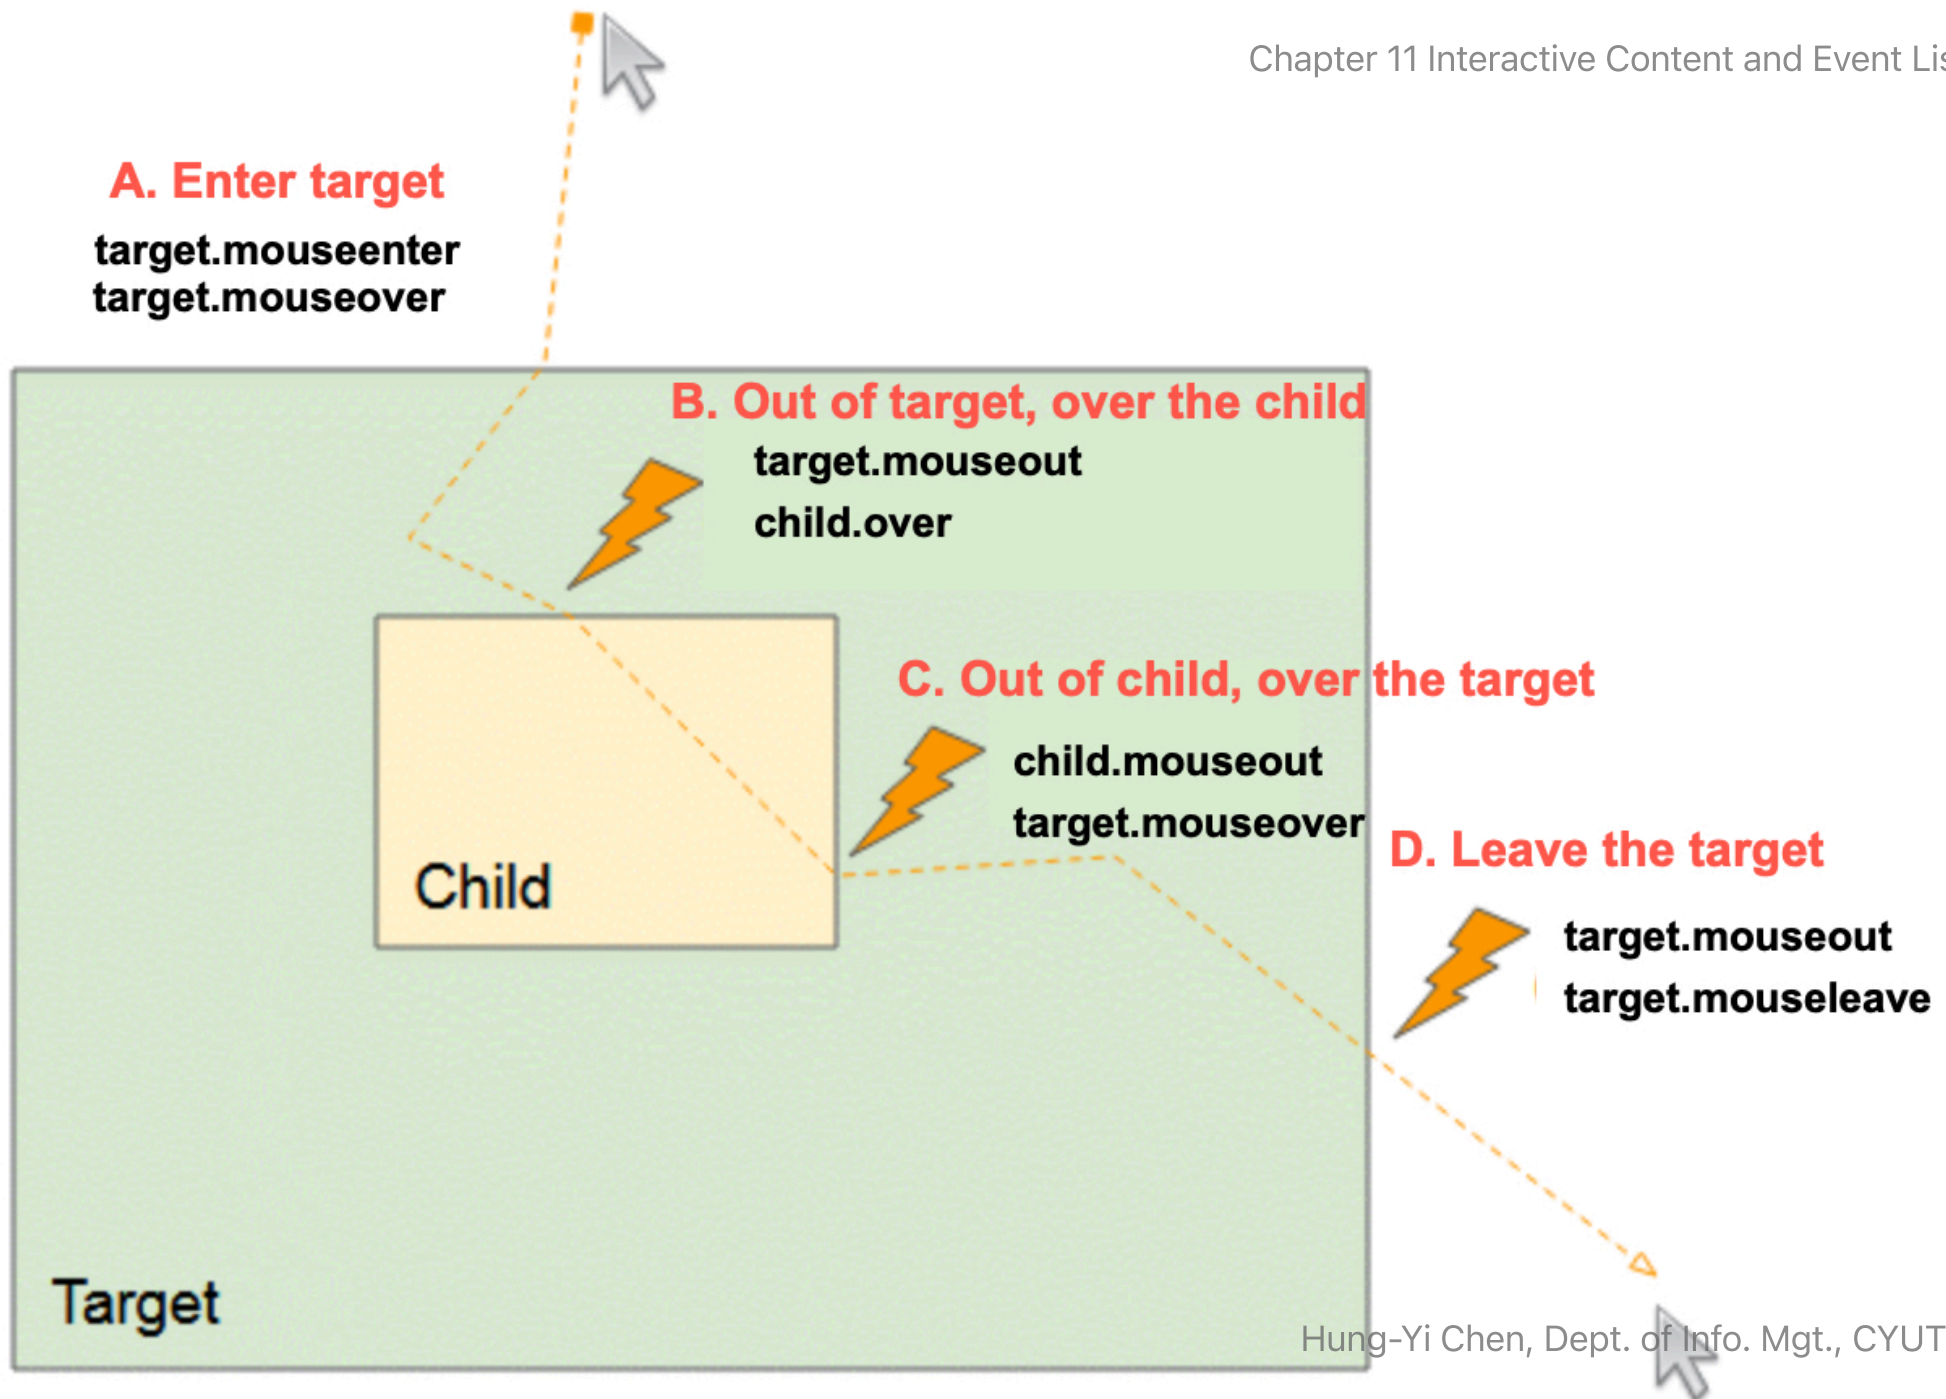 Chapter 11 Interactive Content and Event Lis
A. Enter target
target.mouseenter
target.mouseover
B. Out of target, over the child
target.mouseout
child.over
C. Out of child, over the target
child.mouseout
target.mouseover
D. Leave the target
target.mouseout
target.mouseleave
Child
Target
Hung-Yi Chen, Dept. of Info. Mgt., CYUT